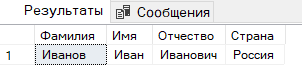 Результаты Сообщения
Фамилия Имя Отчество Страна
1 Иванов Иван Иванович Россия